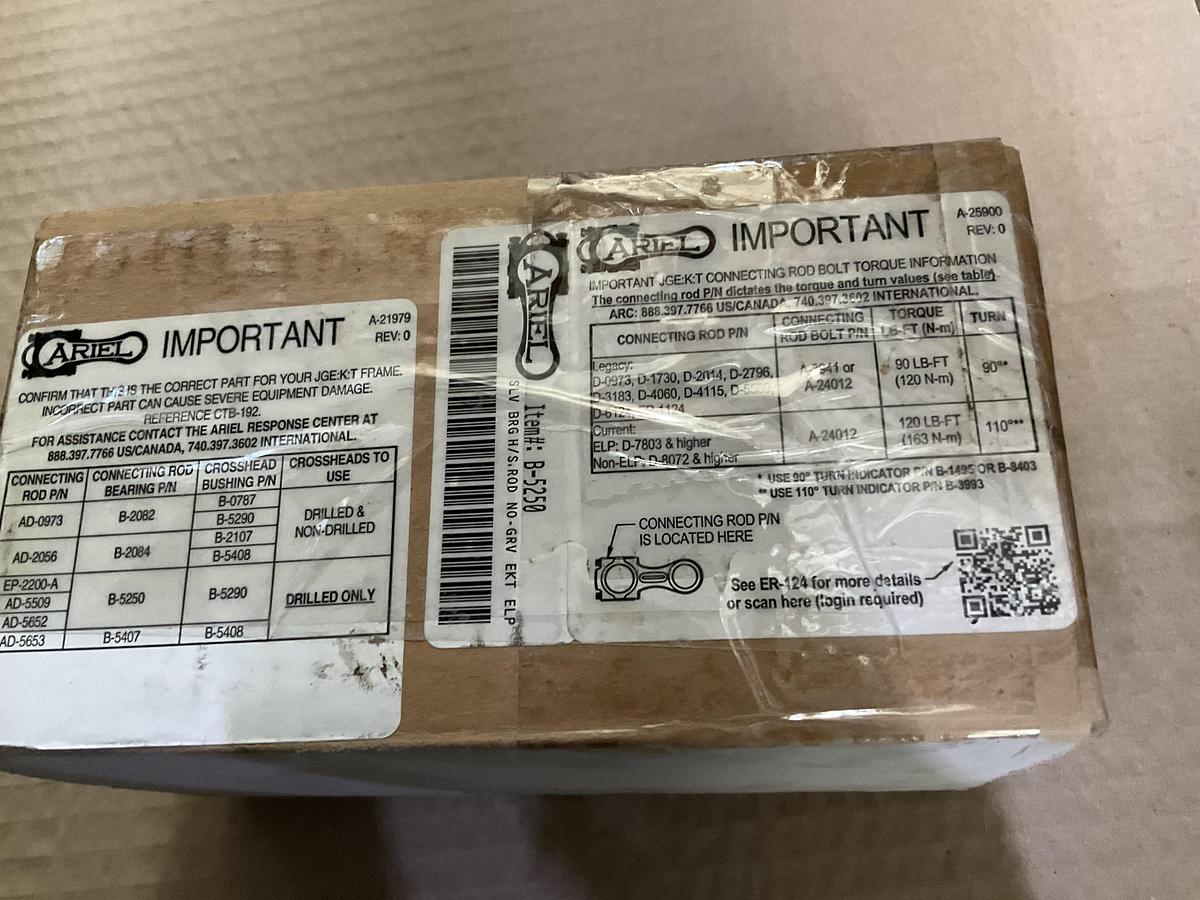 ARIEL
IMPORTANT
A-21979
REV: 0
CONFIRM THAT THIS IS THE CORRECT PART FOR YOUR JGE:K:T FRAME.
INCORRECT PART CAN CAUSE SEVERE EQUIPMENT DAMAGE.
REFERENCE CTB-192.
FOR ASSISTANCE CONTACT THE ARIEL RESPONSE CENTER AT
888.397.7766 US/CANADA, 740.397.3602 INTERNATIONAL.
CONNECTING ROD P/N
CONNECTING ROD BEARING P/N
CROSSHEAD BUSHING P/N
CROSSHEADS TO USE
AD-0973
B-2082
B-0787
B-5290
DRILLED & NON-DRILLED
AD-2056
B-2084
B-2107
B-5408
EP-2200-A
AD-5509
AD-5652
B-5250
B-5290
DRILLED ONLY
AD-5653
B-5407
B-5408
ARIEL
Item#: B-5250
SLV BRG H/S.ROD NO-GRV EKT ELP
ARIEL
IMPORTANT
A-25900
REV: 0
IMPORTANT JGE:K:T CONNECTING ROD BOLT TORQUE INFORMATION
The connecting rod P/N dictates the torque and turn values (see table)
ARC: 888.397.7766 US/CANADA, 740.397.3602 INTERNATIONAL.
CONNECTING ROD P/N
CONNECTING ROD BOLT P/N
TORQUE LB-FT (N-m)
TURN
Legacy:
D-0973, D-1730, D-2014, D-2796,
D-3183, D-4060, D-4115,
or
A-24012
90 LB-FT
(120 N-m)
90°*
Current:
ELP: D-7803 & higher
Non-ELP: D-8072 & higher
A-24012
120 LB-FT
(163 N-m)
110°**
* USE 90° TURN INDICATOR P/N B-1495 OR B-8403
** USE 110° TURN INDICATOR P/N B-3993
CONNECTING ROD P/N
IS LOCATED HERE
See ER-124 for more details
or scan here (login required)